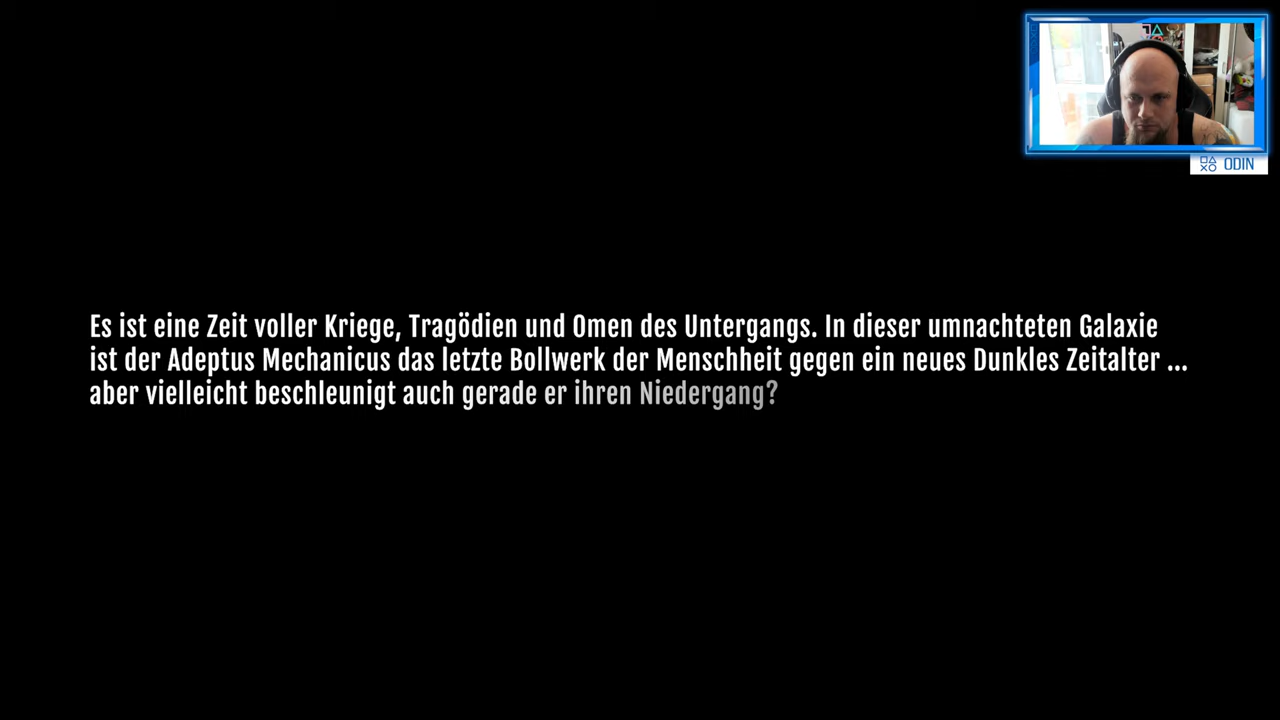 ODIN
Es ist eine Zeit voller Kriege, Tragödien und Omen des Untergangs. In dieser umnachteten Galaxie
ist der Adeptus Mechanicus das letzte Bollwerk der Menschheit gegen ein neues Dunkles Zeitalter ...
aber vielleicht beschleunigt auch gerade er ihren Niedergang?